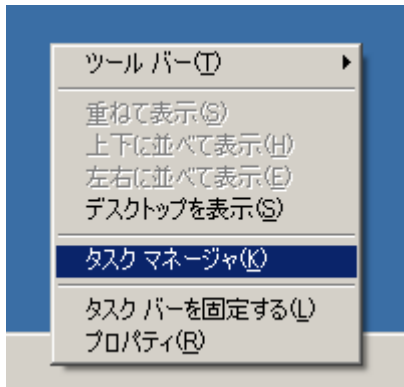 ツール バー(T)
重ねて表示(S)
上下に並べて表示(H)
左右に並べて表示(E)
デスクトップを表示(S)
タスク マネージャ(K)
タスク バーを固定する(L)
プロパティ(R)